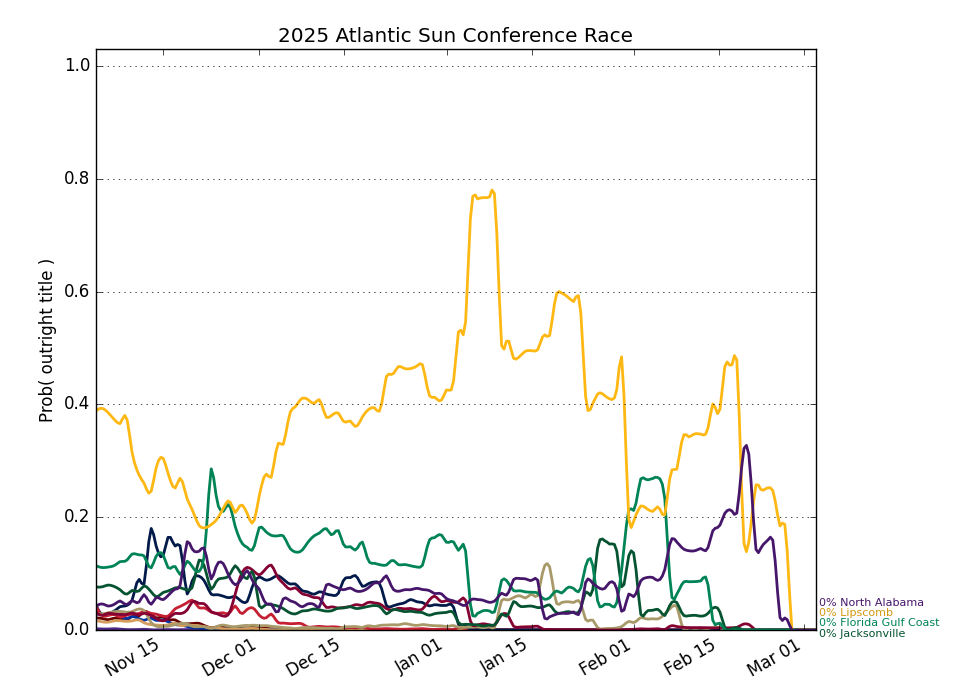 2025 Atlantic Sun Conference Race
Prob( outright title )
1.0
0.8
0.6
0.4
0.2
0.0
Nov 15
Dec 01
Dec 15
Jan 01
Jan 15
Feb 01
Feb 15
Mar 01
0% North Alabama
0% Lipscomb
0% Florida Gulf Coast
0% Jacksonville